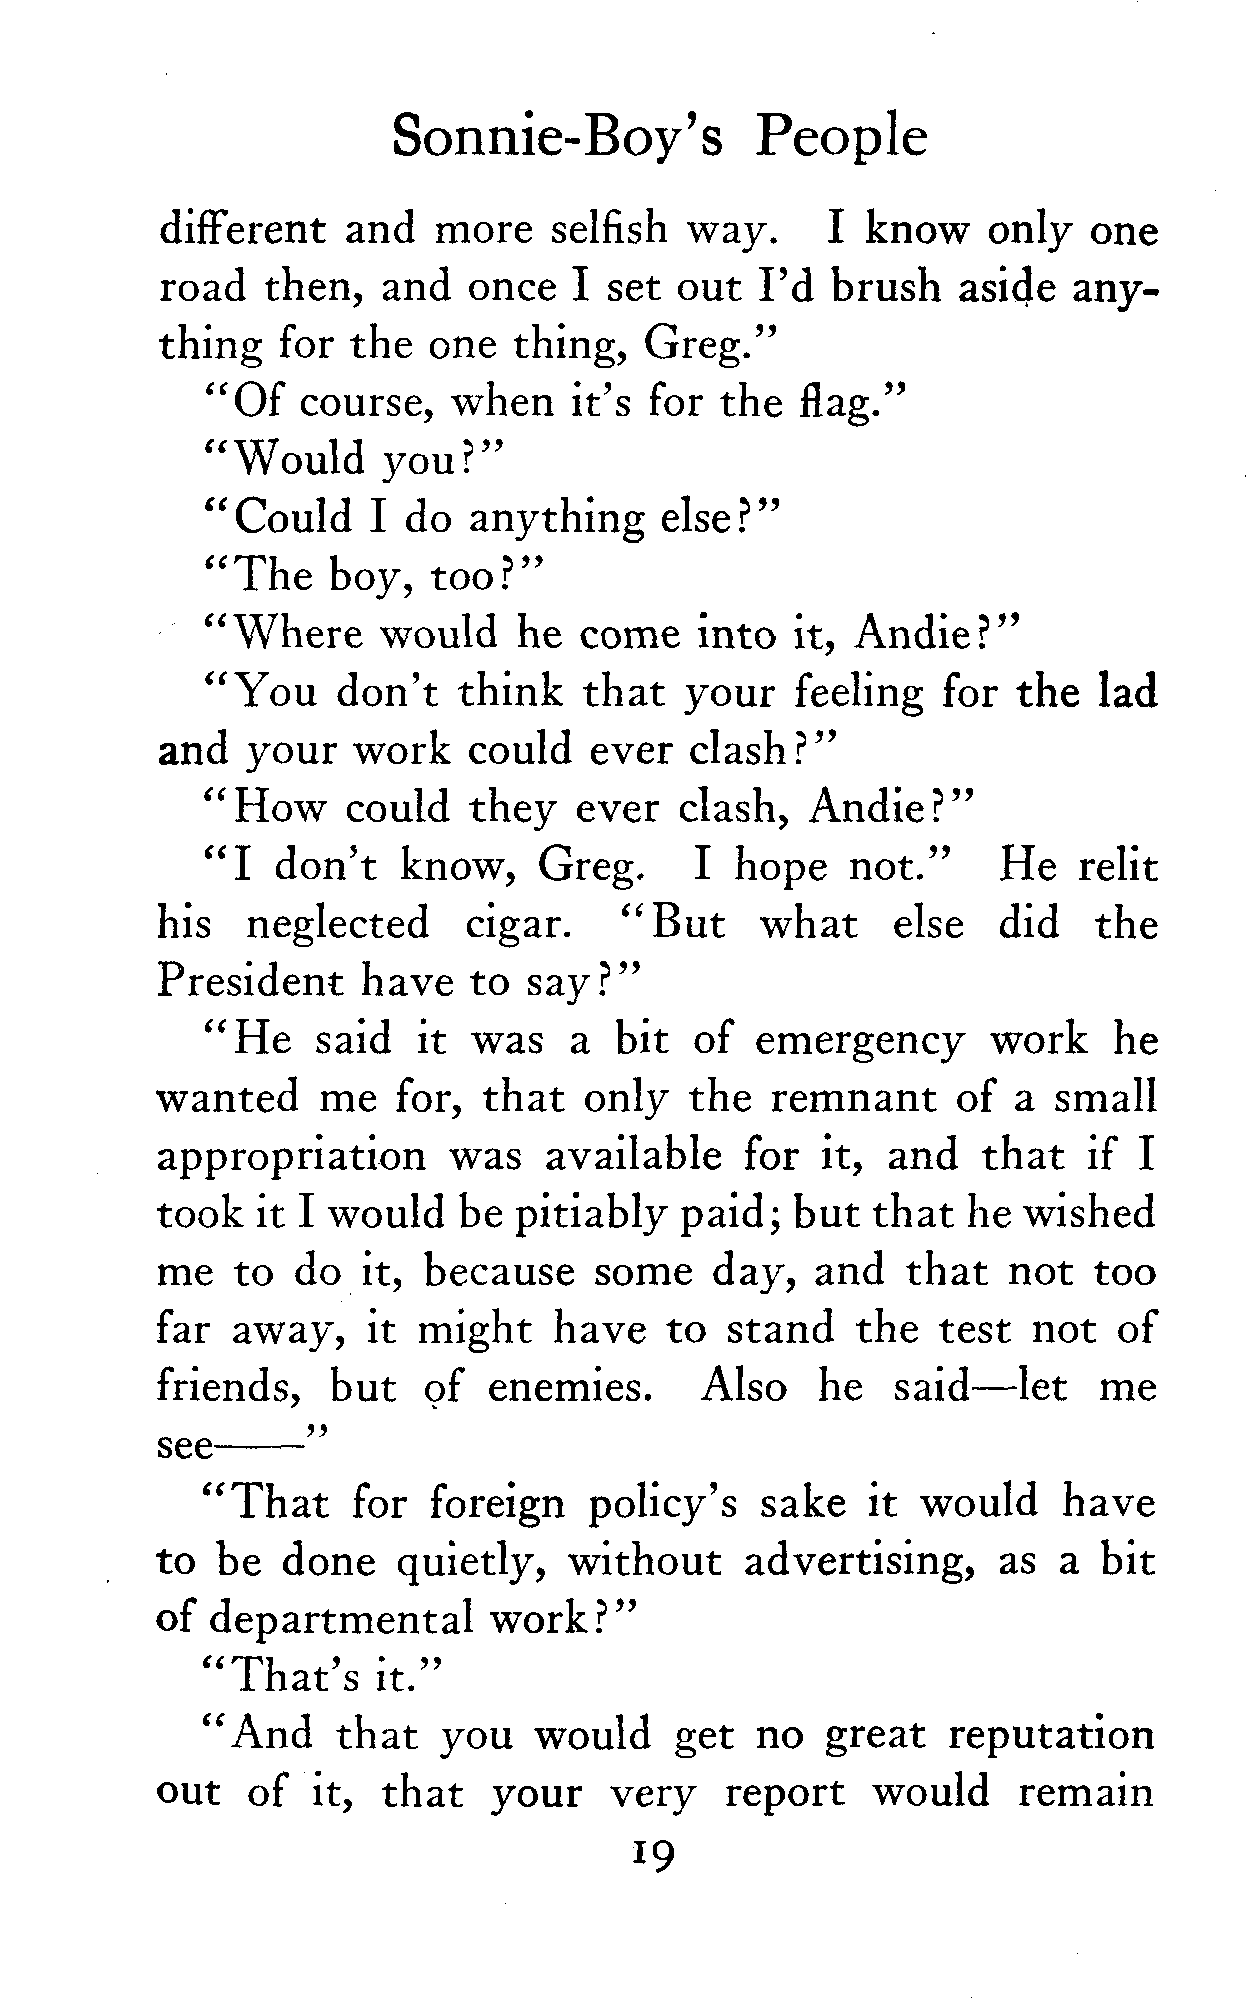 Sonnie-Boy's People
different and more selfish way. I know only one
road then, and once I set out I'd brush aside any-
thing for the one thing, Greg."
"Of course, when it's for the flag."
"Would you?"
"Could I do anything else?"
"The boy, too?"
"Where would he come into it, Andie?"
"You don't think that your feeling for the lad
and your work could ever clash?"
"How could they ever clash, Andie?"
"I don't know, Greg. I hope not." He relit
his neglected cigar. "But what else did the
President have to say?"
"He said it was a bit of emergency work he
wanted me for, that only the remnant of a small
appropriation was available for it, and that if I
took it I would be pitiably paid; but that he wished
me to do it, because some day, and that not too
far away, it might have to stand the test not of
friends, but of enemies. Also he said—let me
see——"
"That for foreign policy's sake it would have
to be done quietly, without advertising, as a bit
of departmental work?"
"That's it."
"And that you would get no great reputation
out of it, that your very report would remain
19